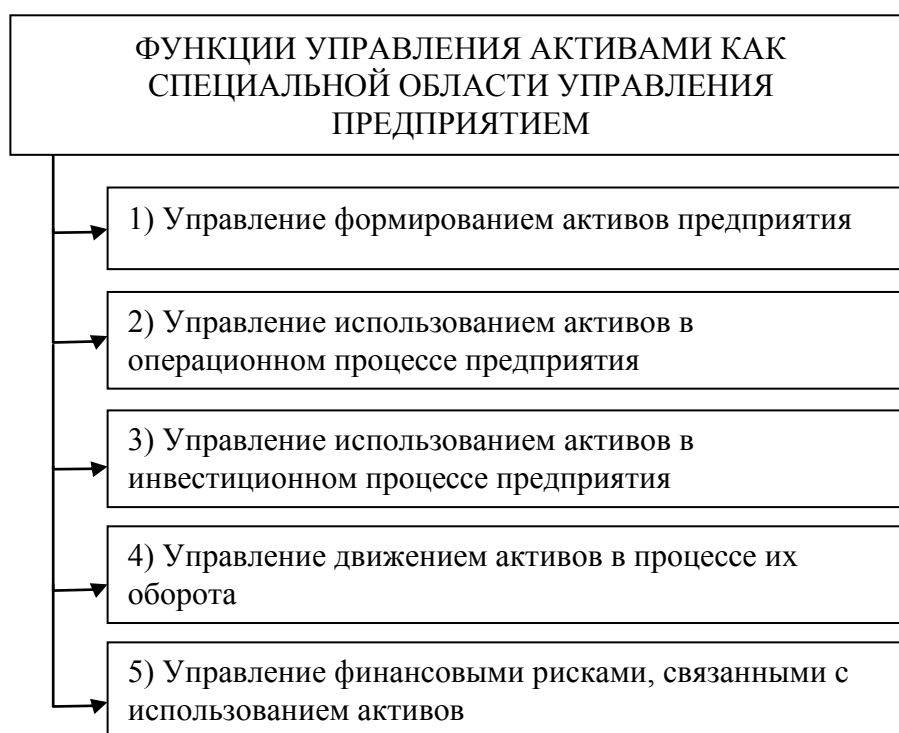 ФУНКЦИИ УПРАВЛЕНИЯ АКТИВАМИ КАК
СПЕЦИАЛЬНОЙ ОБЛАСТИ УПРАВЛЕНИЯ
ПРЕДПРИЯТИЕМ
1) Управление формированием активов предприятия
2) Управление использованием активов в
операционном процессе предприятия
3) Управление использованием активов в
инвестиционном процессе предприятия
4) Управление движением активов в процессе их
оборота
5) Управление финансовыми рисками, связанными с
использованием активов